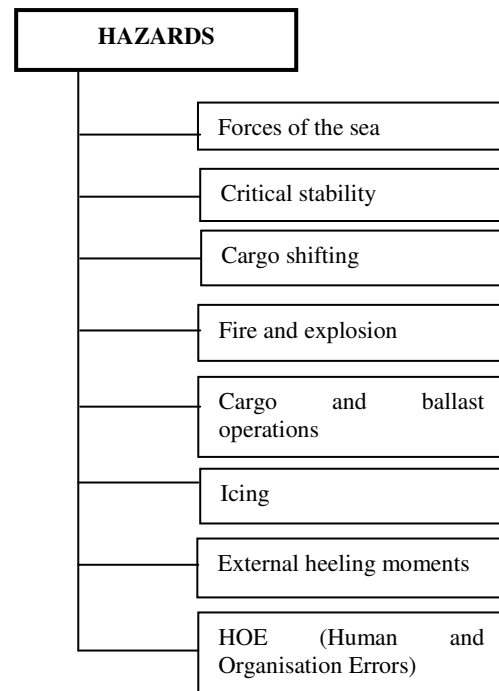 HAZARDS
Forces of the sea
Critical stability
Cargo shifting
Fire and explosion
Cargo and ballast
operations
Icing
External heeling moments
HOE (Human and
Organisation Errors)